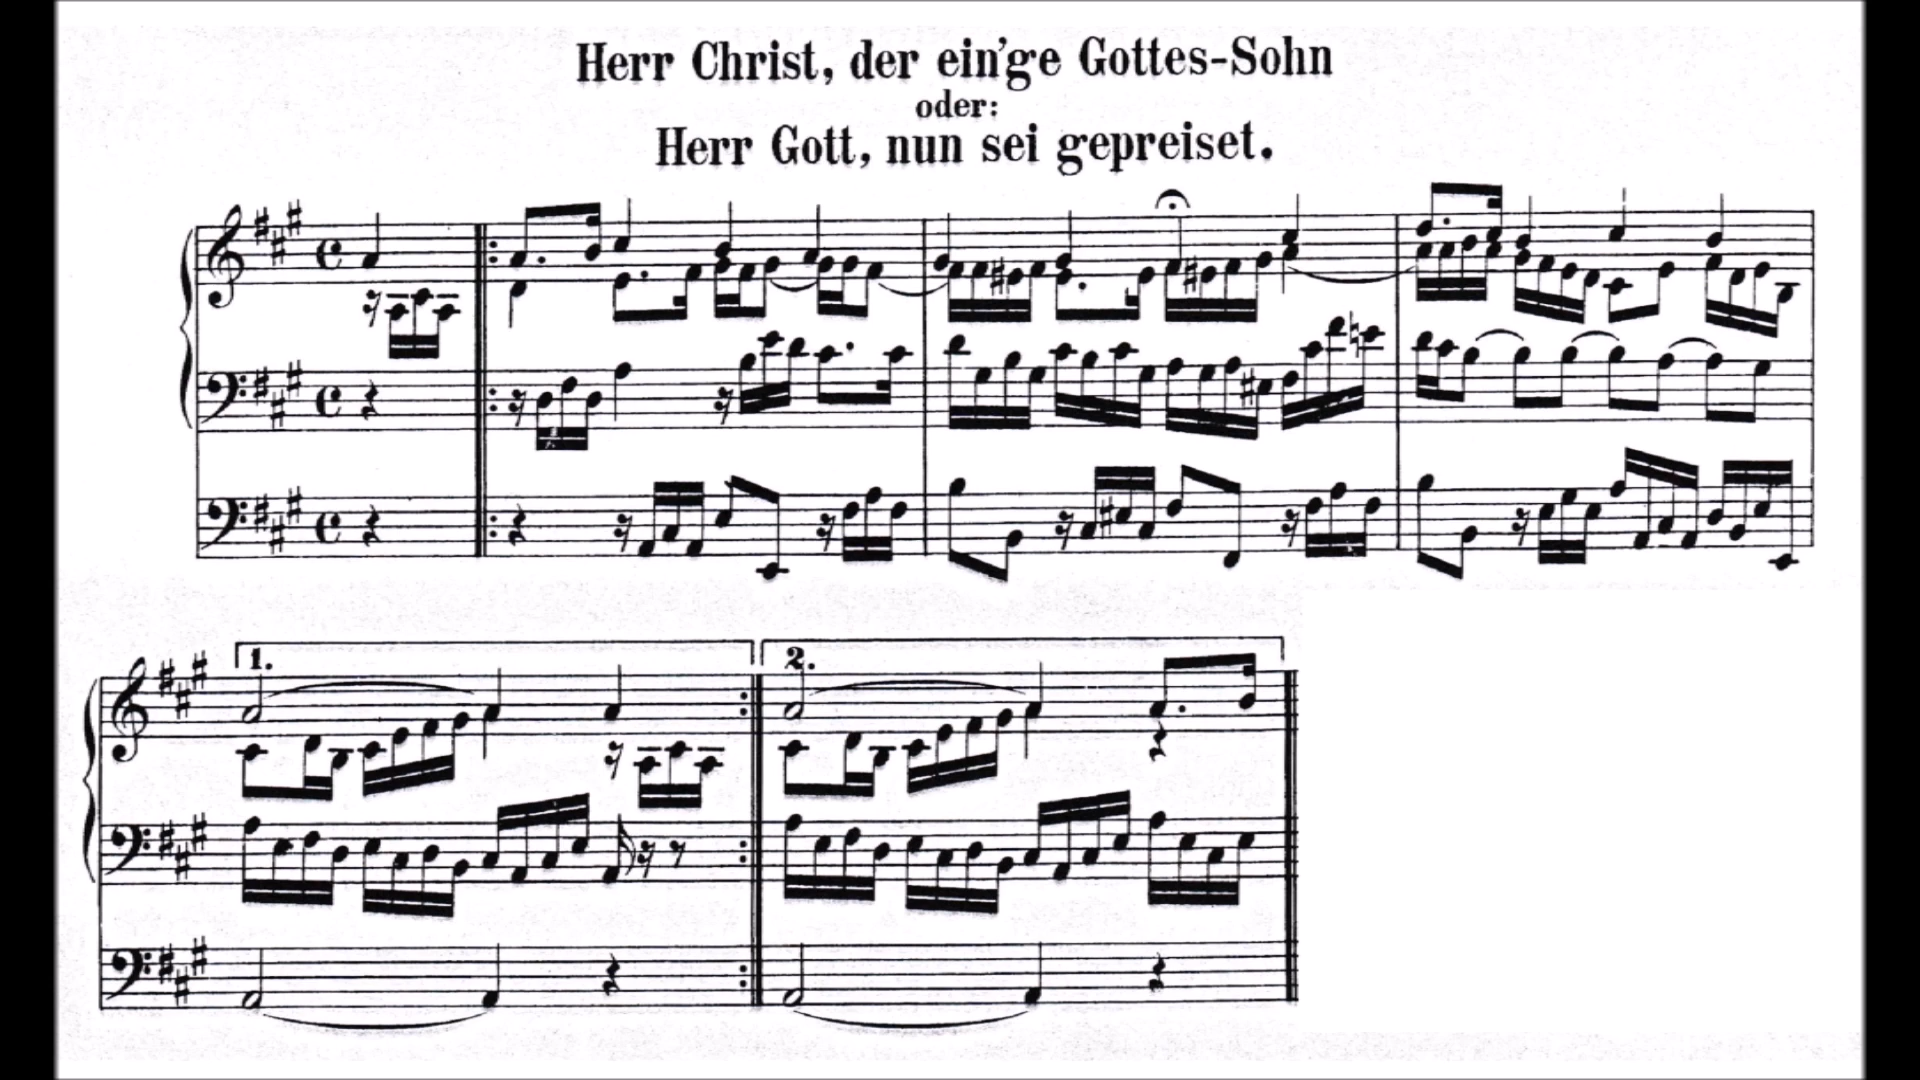 Herr Christ, der ein'ge Gottes-Sohn
oder:
Herr Gott, nun sei gepreiset.
1.
2.